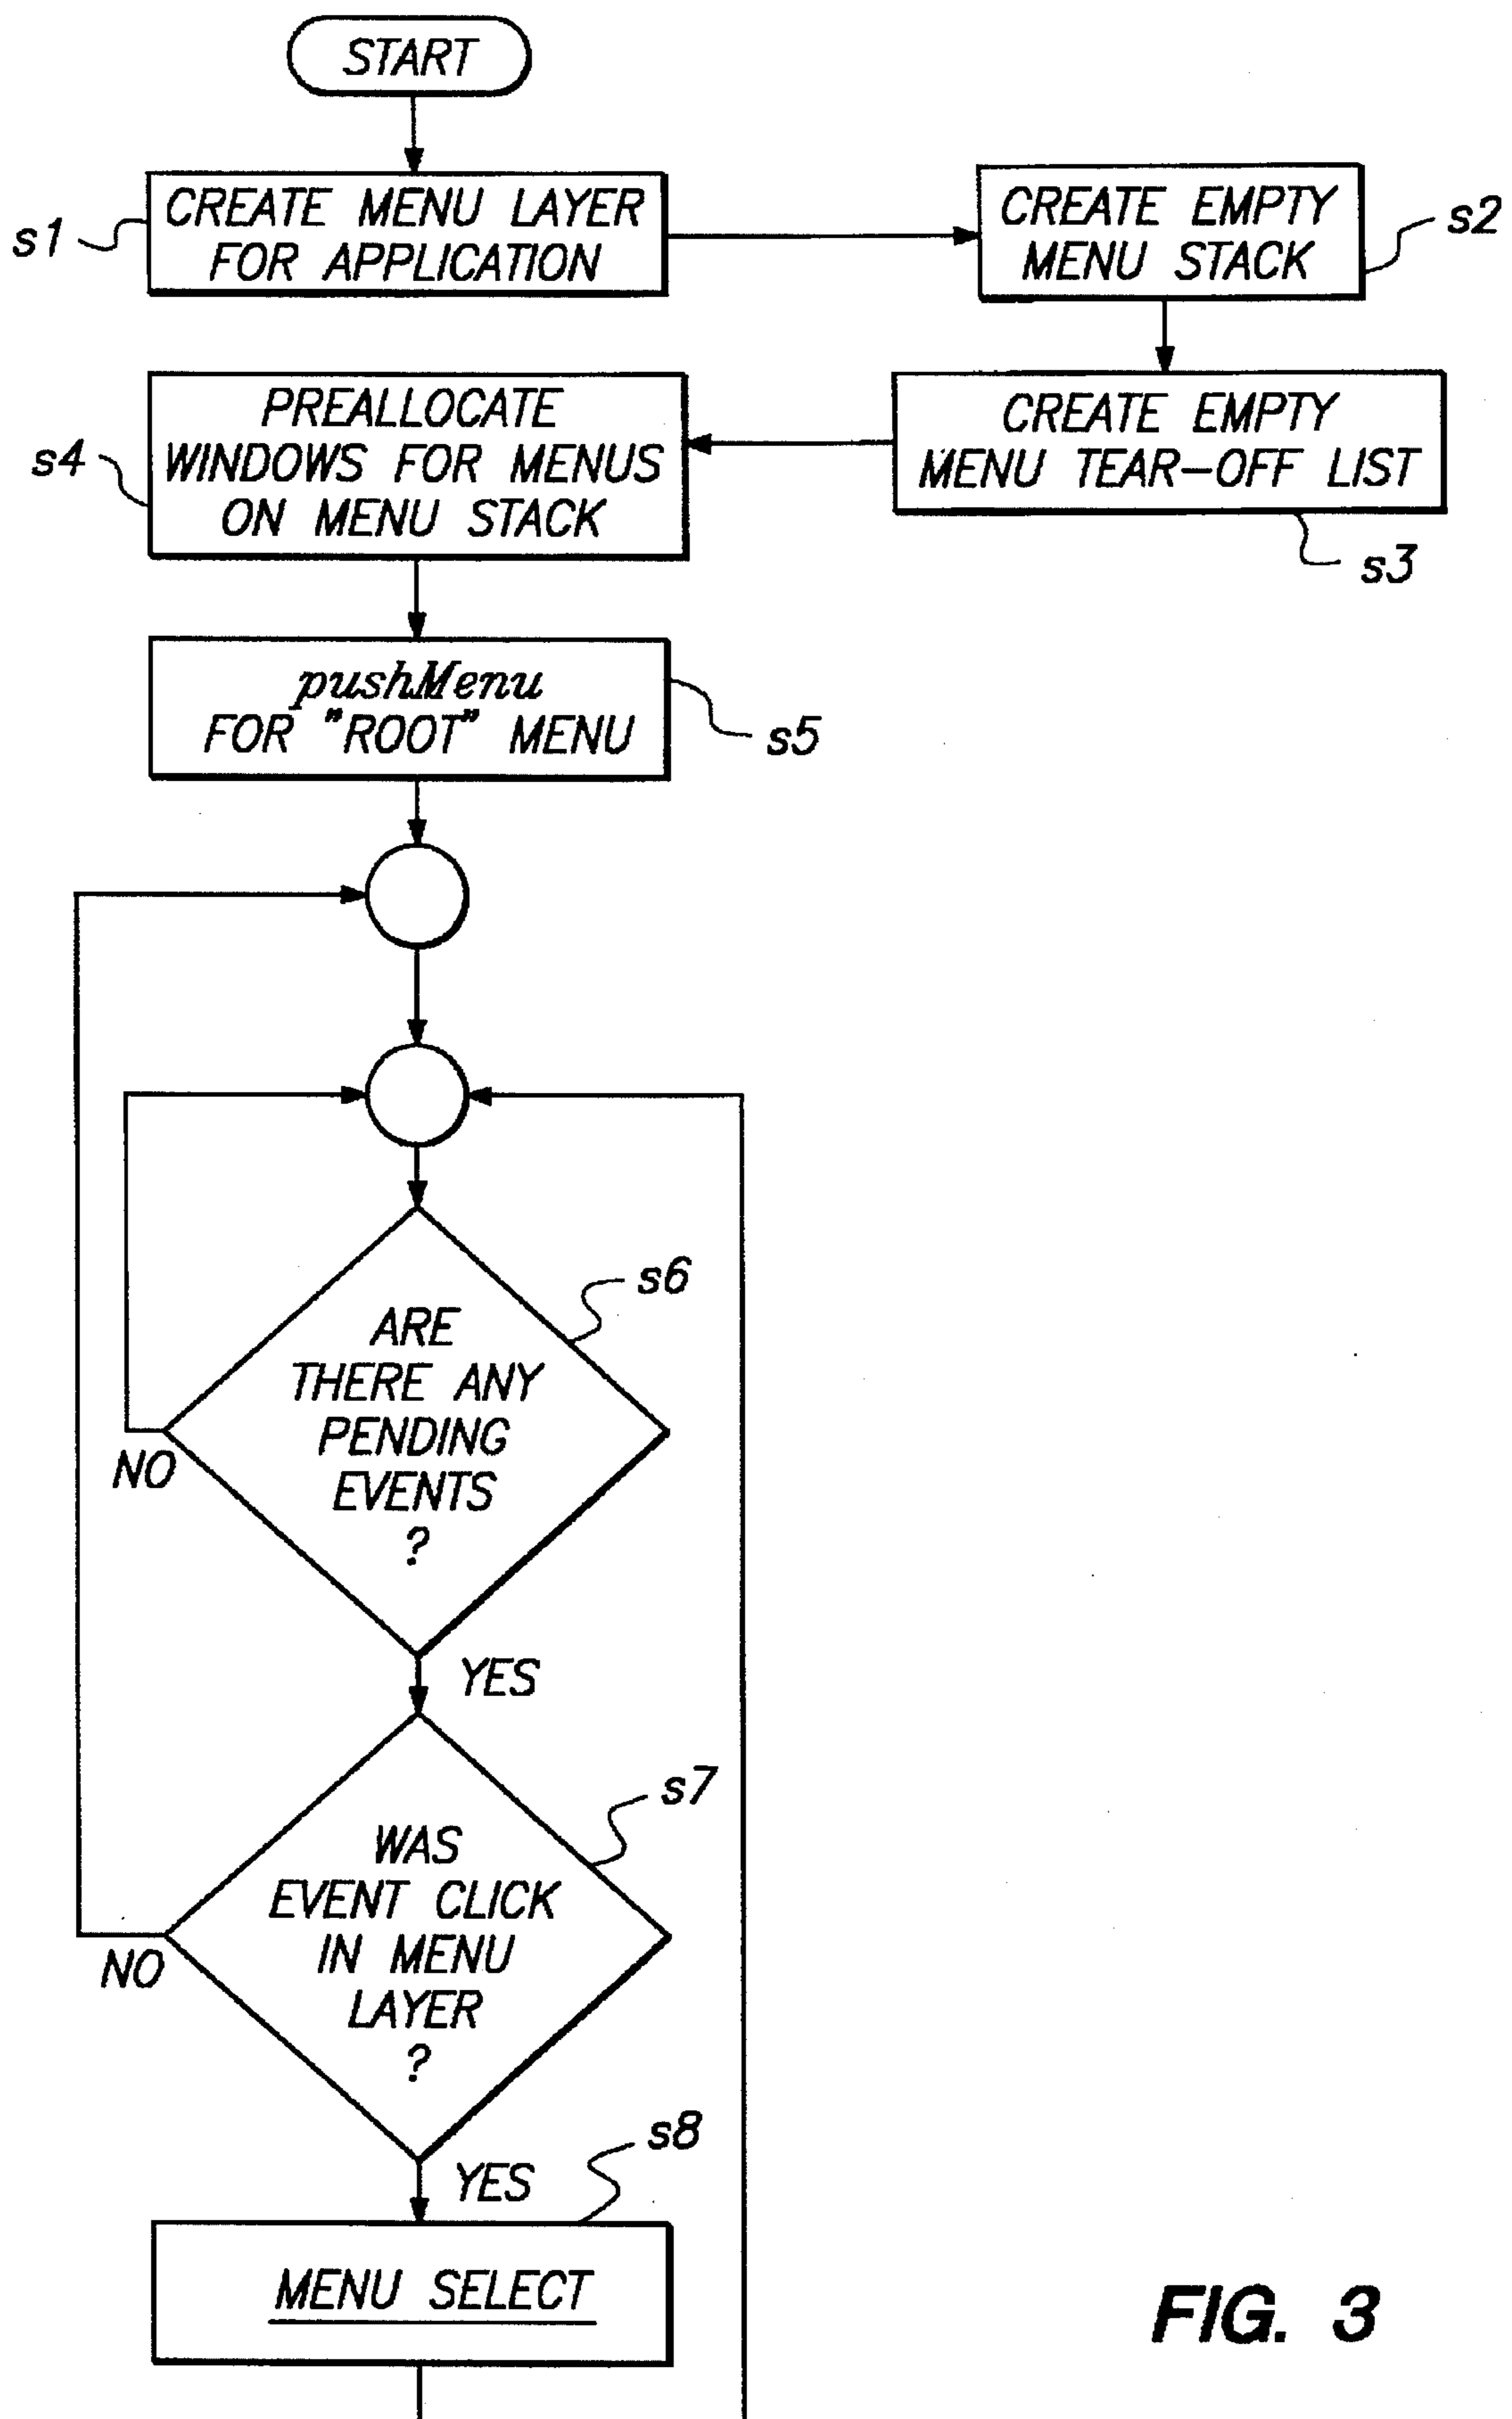 START
s1
CREATE MENU LAYER
FOR APPLICATION
CREATE EMPTY
MENU STACK
s2
PREALLOCATE
WINDOWS FOR MENUS
ON MENU STACK
s4
CREATE EMPTY
MENU TEAR-OFF LIST
s3
pushMenu
FOR "ROOT" MENU
s5
s6
ARE
THERE ANY
PENDING
EVENTS
?
NO
YES
s7
WAS
EVENT CLICK
IN MENU
LAYER
?
NO
YES
s8
MENU SELECT
FIG. 3